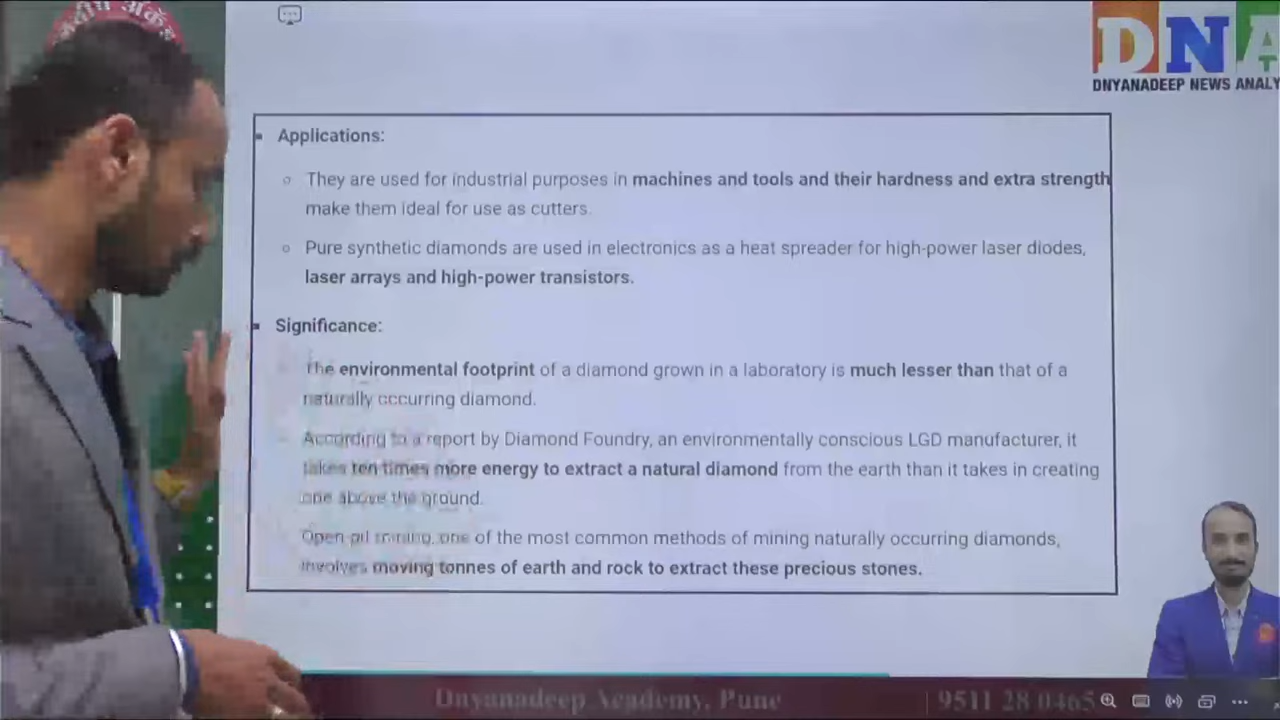 DNA
DNYANADEEP NEWS ANALY
Applications:
They are used for industrial purposes in machines and tools and their hardness and extra strength
make them ideal for use as cutters.
Pure synthetic diamonds are used in electronics as a heat spreader for high-power laser diodes,
laser arrays and high-power transistors.
Significance:
The environmental footprint of a diamond grown in a laboratory is much lesser than that of a
naturally occurring diamond.
According to a report by Diamond Foundry, an environmentally conscious LGD manufacturer, it
takes ten times more energy to extract a natural diamond from the earth than it takes in creating
one above the ground.
Open-pit mining, one of the most common methods of mining naturally occurring diamonds,
involves moving tonnes of earth and rock to extract these precious stones.
Dnyanadeep Academy, Pune
9511 28 0465